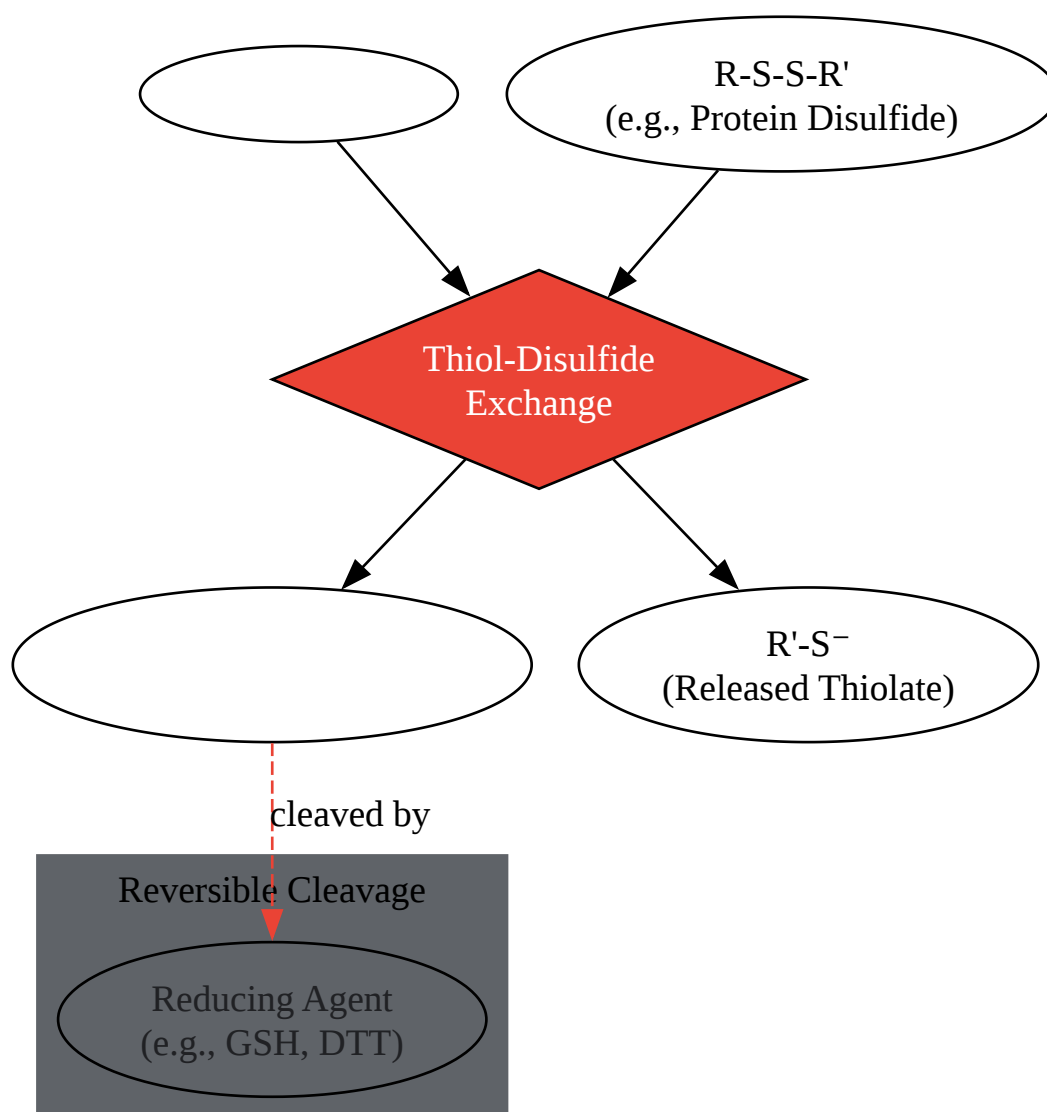 R-S-S-R'
(e.g., Protein Disulfide)
Thiol-Disulfide
Exchange
R'-S⁻
(Released Thiolate)
cleaved by
Reversible Cleavage
Reducing Agent
(e.g., GSH, DTT)